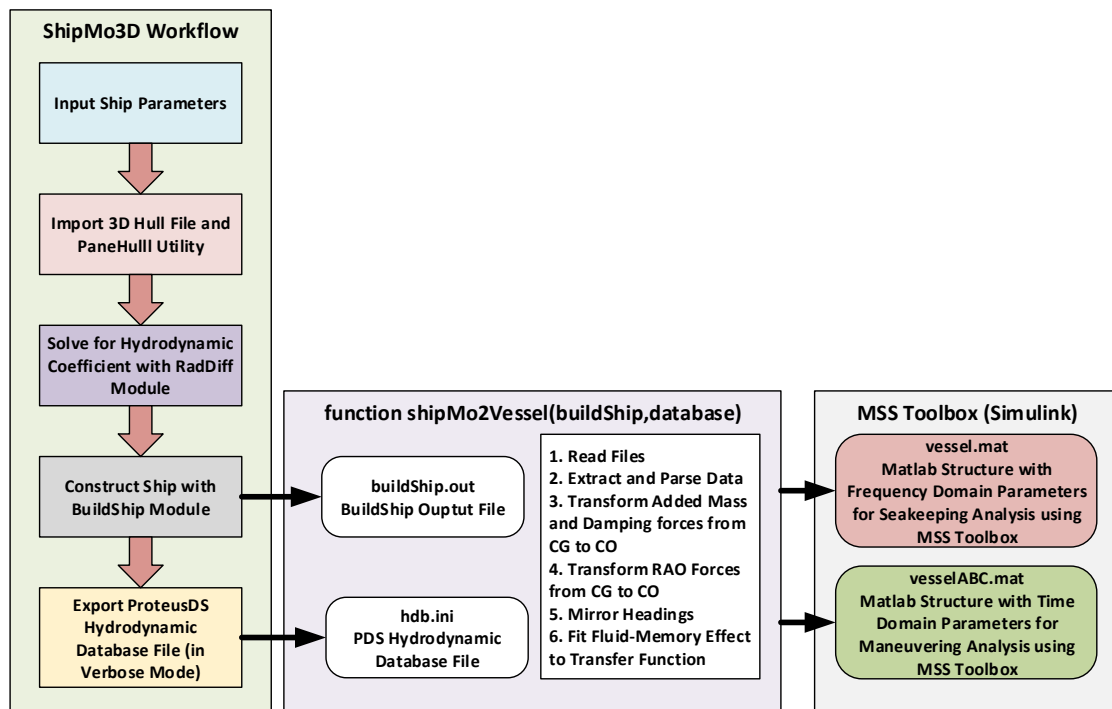 ShipMo3D Workflow
Input Ship Parameters
Import 3D Hull File and
PaneHulll Utility
Solve for Hydrodynamic
Coefficient with RadDiff
Module
Construct Ship with
BuildShip Module
Export ProteusDS
Hydrodynamic
Database File (in
Verbose Mode)
function shipMo2Vessel(buildShip,database)
buildShip.out
BuildShip Ouptut File
hdb.ini
PDS Hydrodynamic
Database File
1. Read Files
2. Extract and Parse Data
3. Transform Added Mass
and Damping forces from
CG to CO
4. Transform RAO Forces
from CG to CO
5. Mirror Headings
6. Fit Fluid-Memory Effect
to Transfer Function
MSS Toolbox (Simulink)
vessel.mat
Matlab Structure with
Frequency Domain Parameters
for Seakeeping Analysis using
MSS Toolbox
vesselABC.mat
Matlab Structure with Time
Domain Parameters for
Maneuvering Analysis using
MSS Toolbox